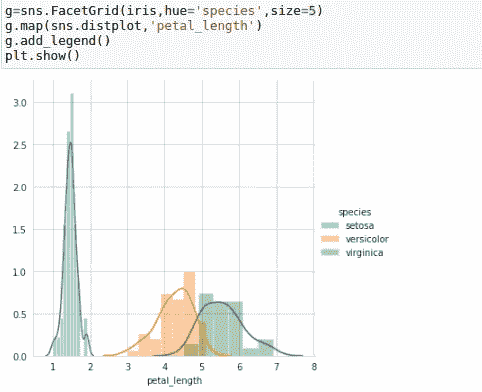 g=sns.FacetGrid(iris,hue='species',size=5)
g.map(sns.distplot,'petal_length')
g.add_legend()
plt.show()
3.0
2.5
2.0
1.5
1.0
0.5
0.0
species
setosa
versicolor
virginica
1 2 3 4 5 6 7 8
petal_length